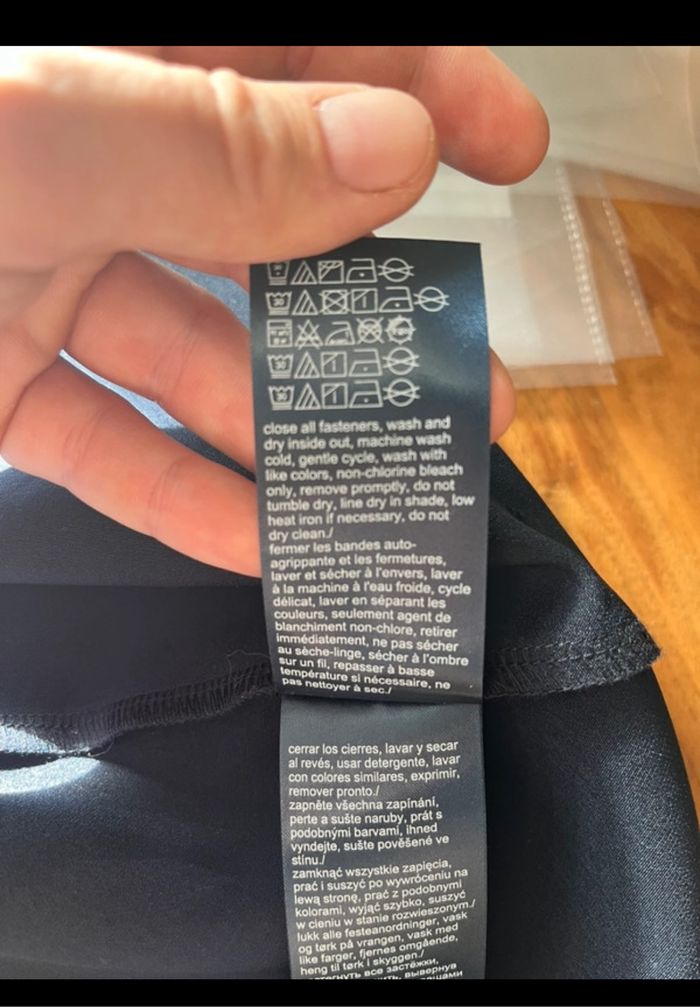 close all fasteners, wash and
dry inside out, machine wash
cold, gentle cycle, wash with
like colors, non-chlorine bleach
only, remove promptly, do not
tumble dry, line dry in shade, low
heat iron if necessary, do not
dry clean./
fermer les bandes auto-
agrippante et les fermetures,
laver et sécher à l'envers, laver
à la machine à l'eau froide, cycle
délicat, laver en séparant les
couleurs, seulement agent de
blanchiment non-chlore, retirer
immédiatement, ne pas sécher
au sèche-linge, sécher à l'ombre
sur un fil, repasser à basse
température si nécessaire, ne
pas nettoyer à sec./
cerrar los cierres, lavar y secar
al revés, usar detergente, lavar
con colores similares, exprimir,
remover pronto./
zapněte všechna zapínání,
perte a sušte naruby, prát s
podobnými barvami, ihned
vyndejte, sušte pověšené ve
stínu./
zamknąć wszystkie zapięcia,
prać i suszyć po wywróceniu na
lewą stronę, prać z podobnymi
kolorami, wyjąć szybko, suszyć
w cieniu w stanie rozwieszonym./
lukk alle festeanordninger, vask
og tørk på vrangen, vask med
like farger, fjernes omgående,
heng til tørk i skyggen./
все застёжки,
вывернув